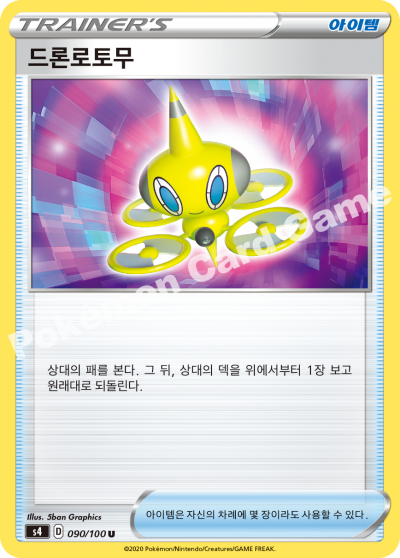 TRAINER'S 아이템
드론로토무
Pokémon Card Game
상대의 패를 본다. 그 뒤, 상대의 덱을 위에서부터 1장 보고
원래대로 되돌린다.
Illus. 5ban Graphics
s4 D 090/100 U
아이템은 자신의 차례에 몇 장이라도 사용할 수 있다.
©2020 Pokémon/Nintendo/Creatures/GAME FREAK.